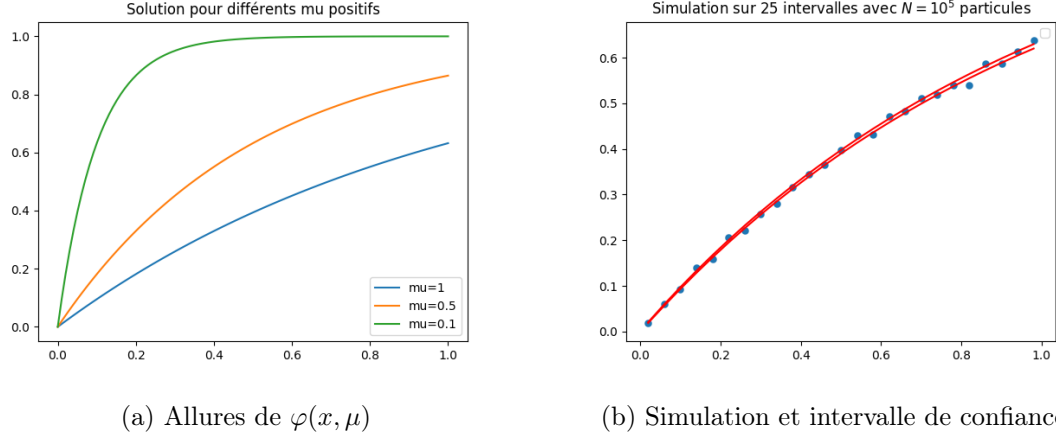 Solution pour différents mu positifs
1.0
0.8
0.6
0.4
0.2
0.0
0.0 0.2 0.4 0.6 0.8 1.0
mu=1
mu=0.5
mu=0.1
(a) Allures de φ(x, μ)
Simulation sur 25 intervalles avec N = 10⁵ particules
0.6
0.5
0.4
0.3
0.2
0.1
0.0
0.0 0.2 0.4 0.6 0.8 1.0
(b) Simulation et intervalle de confiance